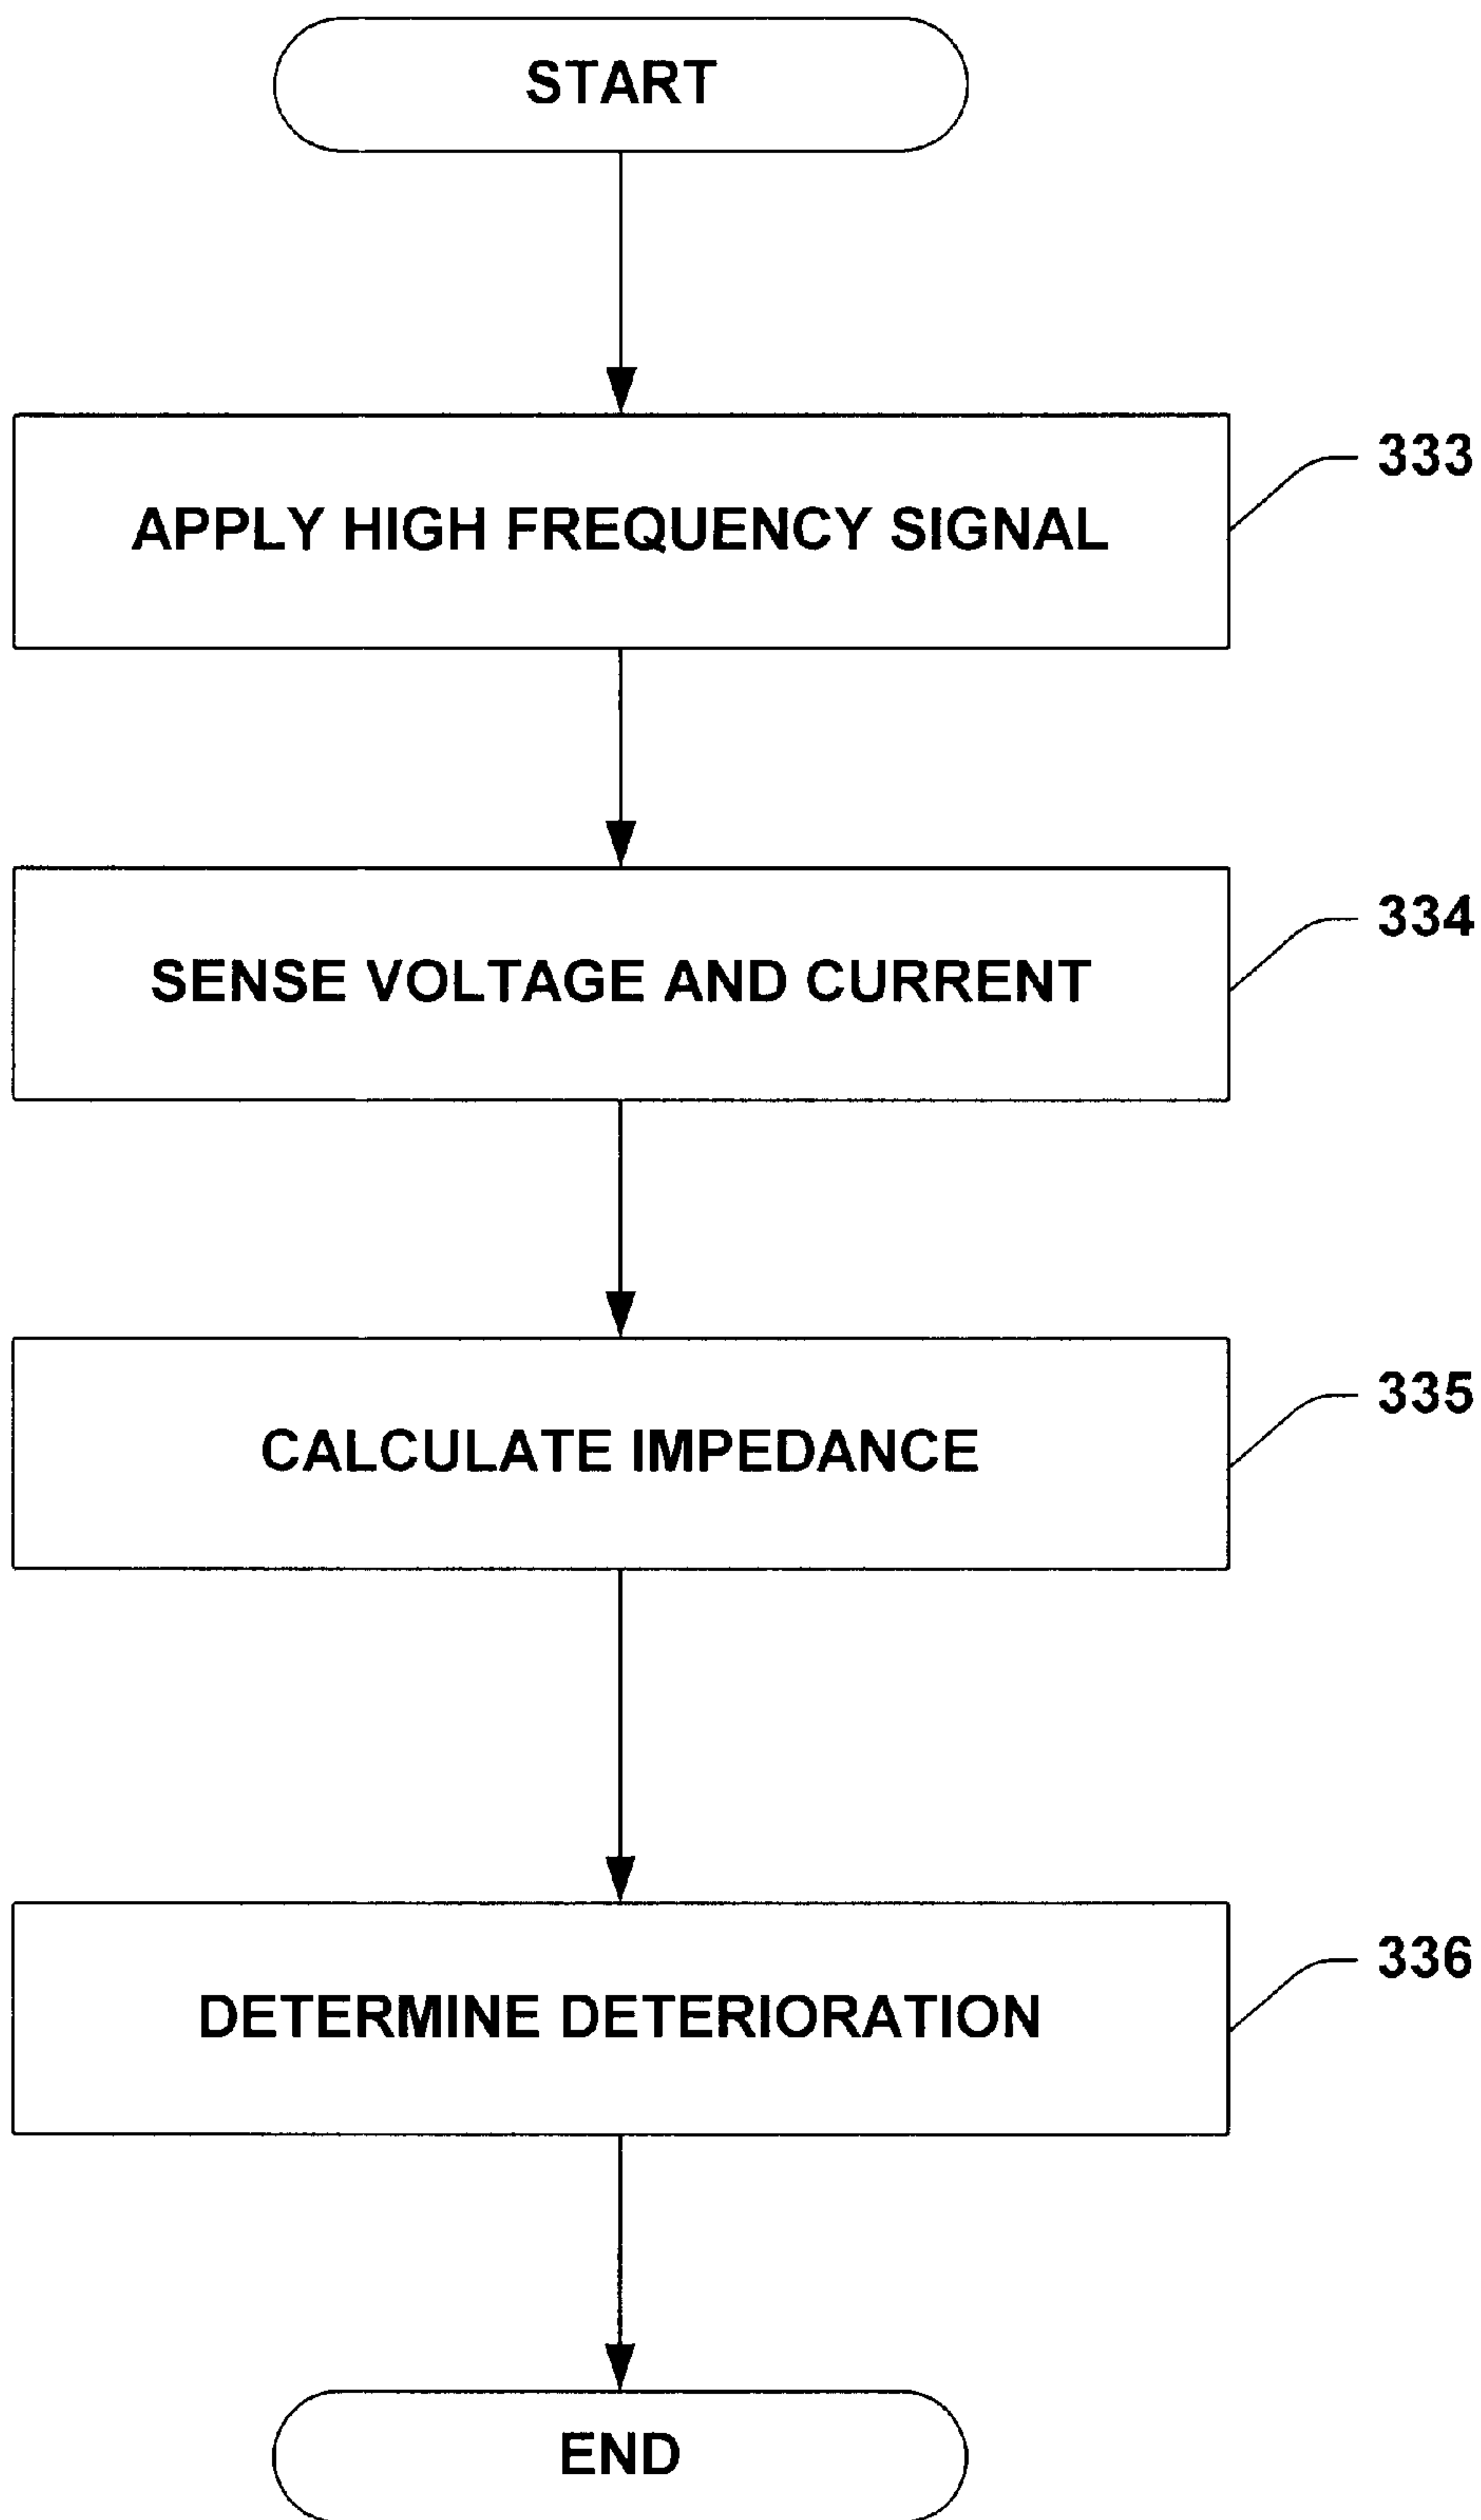 START
333
APPLY HIGH FREQUENCY SIGNAL
334
SENSE VOLTAGE AND CURRENT
335
CALCULATE IMPEDANCE
336
DETERMINE DETERIORATION
END